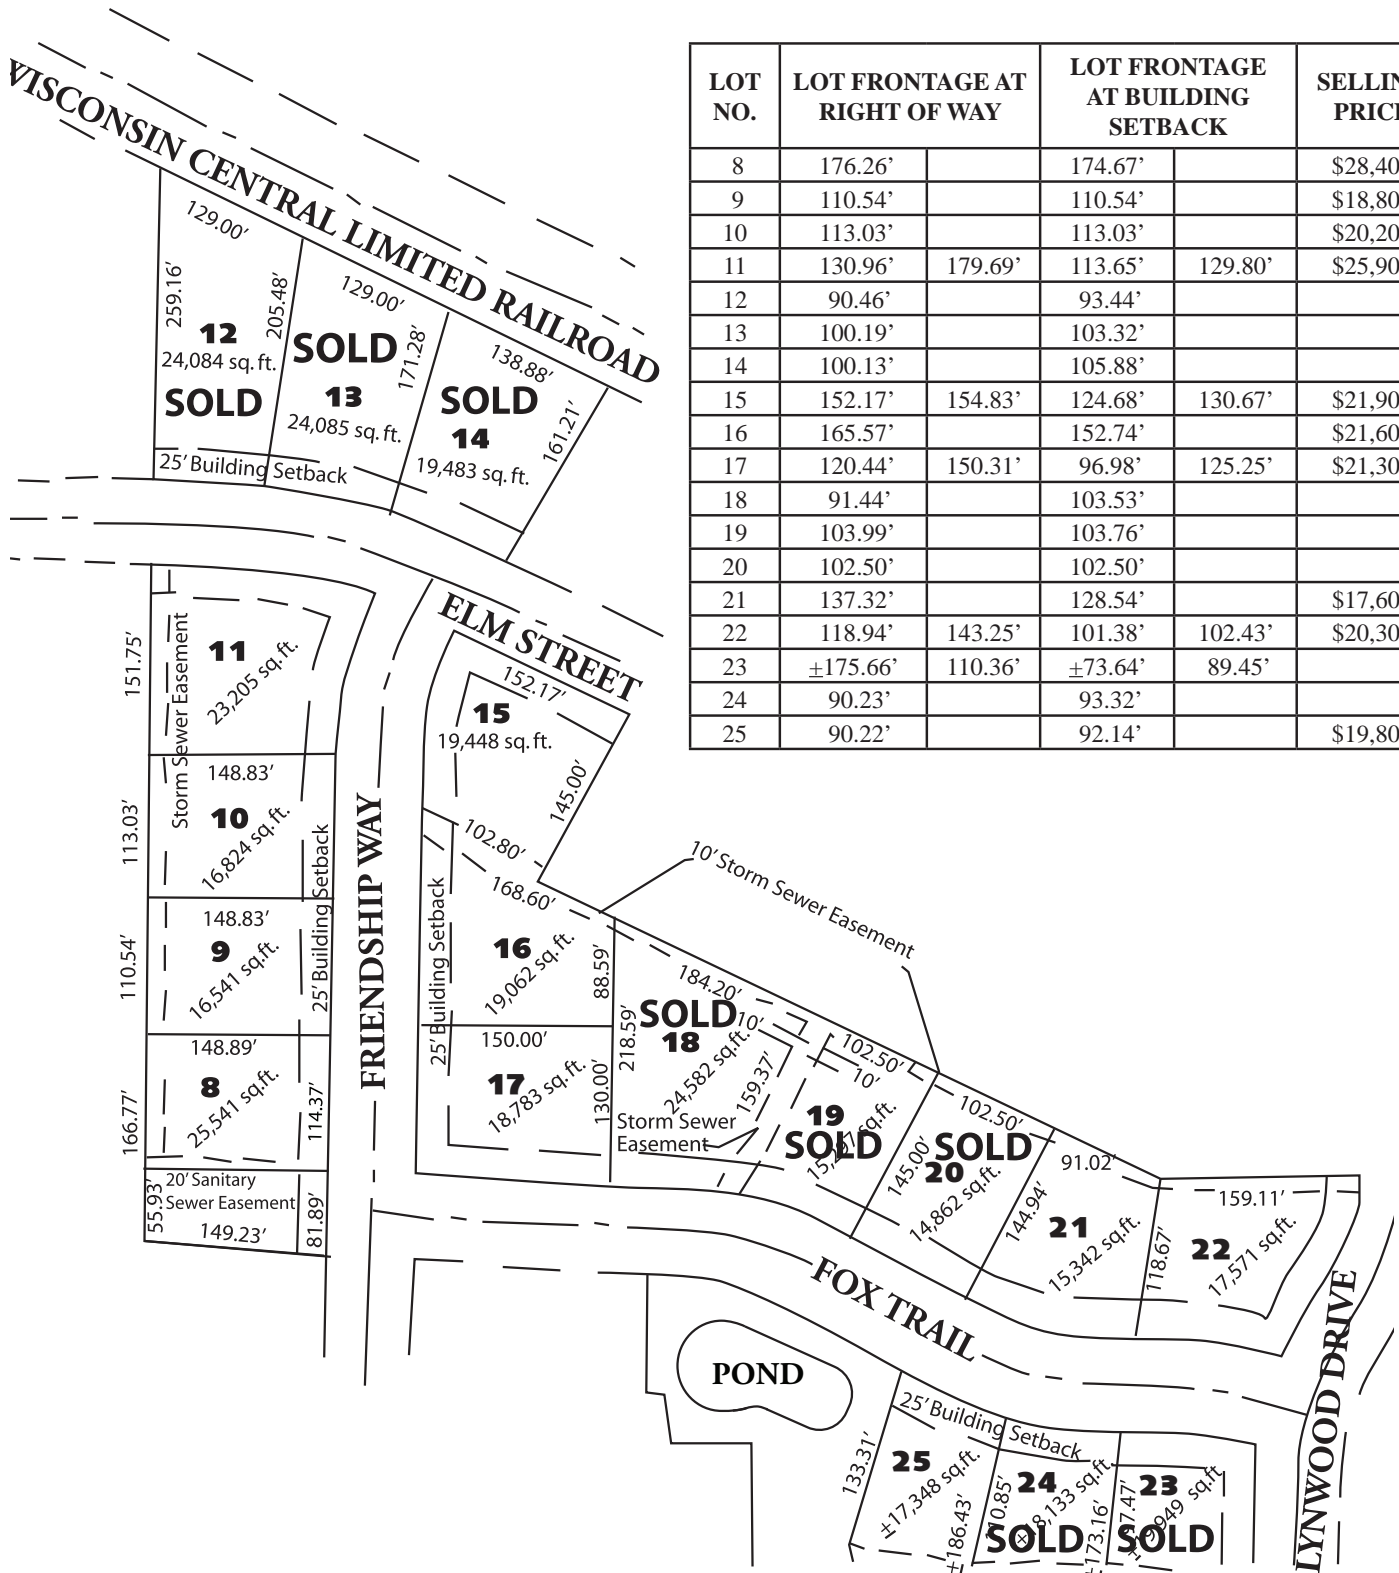 VISCONSIN CENTRAL LIMITED RAILROAD
LOT NO. | LOT FRONTAGE AT RIGHT OF WAY | LOT FRONTAGE AT BUILDING SETBACK | SELLIN PRIC
8 176.26’ 174.67’ $28,40
9 110.54’ 110.54’ $18,80
10 113.03’ 113.03’ $20,20
11 130.96’ 179.69’ 113.65’ 129.80’ $25,90
12 90.46’ 93.44’
13 100.19’ 103.32’
14 100.13’ 105.88’
15 152.17’ 154.83’ 124.68’ 130.67’ $21,90
16 165.57’ 152.74’ $21,60
17 120.44’ 150.31’ 96.98’ 125.25’ $21,30
18 91.44’ 103.53’
19 103.99’ 103.76’
20 102.50’ 102.50’
21 137.32’ 128.54’ $17,60
22 118.94’ 143.25’ 101.38’ 102.43’ $20,30
23 ±175.66’ 110.36’ ±73.64’ 89.45’
24 90.23’ 93.32’
25 90.22’ 92.14’ $19,80
129.00′
259.16′
205.48′
12
24,084 sq. ft.
SOLD
129.00′
SOLD
171.28′
13
24,085 sq. ft.
138.88′
SOLD
14
161.21′
19,483 sq. ft.
25′ Building Setback
ELM STREET
151.75′
Storm Sewer Easement
11
23,205 sq. ft.
148.83′
113.03′
10
16,824 sq. ft.
25′ Building Setback
148.83′
110.54′
9
16,541 sq.ft.
148.89′
166.77′
8
25,541 sq.ft.
114.37′
20′ Sanitary
Sewer Easement
55.93′
149.23′
81.89′
FRIENDSHIP WAY
152.17′
15
19,448 sq. ft.
145.00′
102.80′
168.60′
10′ Storm Sewer Easement
25′ Building Setback
16
19,062 sq. ft.
88.59′
150.00′
17
18,783 sq.ft.
130.00′
218.59′
184.20′
SOLD
10′
18
24,582 sq.ft.
159.37′
Storm Sewer
Easement
102.50′
10′
19
SOLD
145.00′
102.50′
SOLD
20
14,862 sq.ft.
144.94′
91.02′
21
15,342 sq.ft.
118.67′
159.11′
22
17,571 sq.ft.
FOX TRAIL
LYNWOOD DRIVE
POND
25′ Building Setback
133.31′
25
±17,348 sq.ft.
±186.43′
24
SOLD
±173.16′
23
SOLD